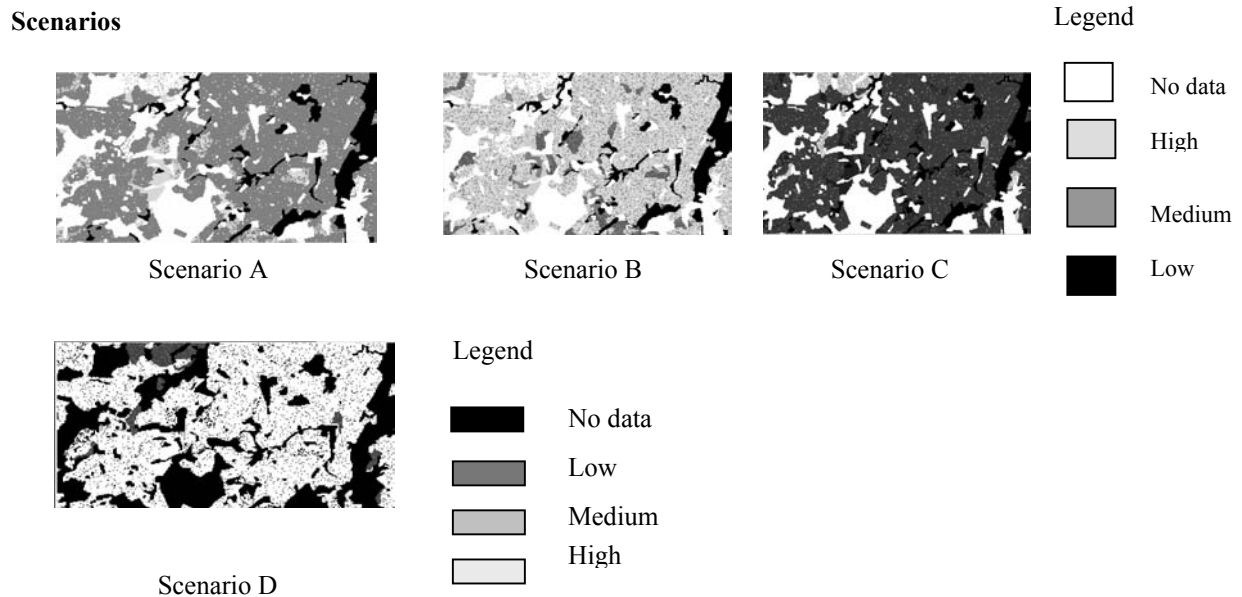 Scenarios
Legend
No data
High
Medium
Low
Scenario A
Scenario B
Scenario C
Legend
No data
Low
Medium
High
Scenario D